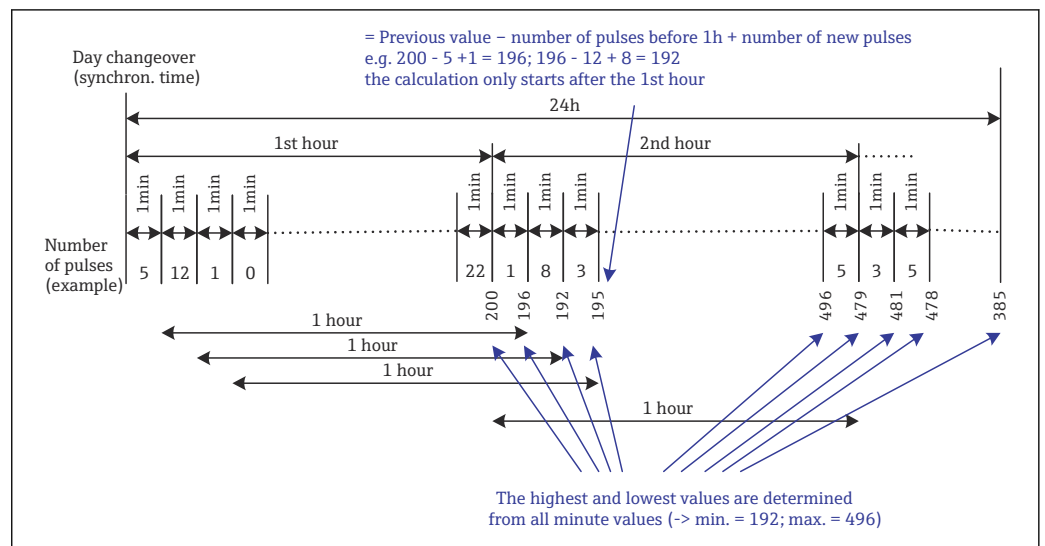 = Previous value – number of pulses before 1h + number of new pulses
e.g. 200 - 5 +1 = 196; 196 - 12 + 8 = 192
the calculation only starts after the 1st hour
Day changeover
(synchron. time)
24h
1st hour
2nd hour
1min
1min
1min
1min
1min
1min
1min
1min
1min
1min
1min
Number
of pulses
(example)
5
12
1
0
22
1
8
3
5
3
5
200
196
192
195
496
479
481
478
385
1 hour
1 hour
1 hour
1 hour
The highest and lowest values are determined
from all minute values (-> min. = 192; max. = 496)